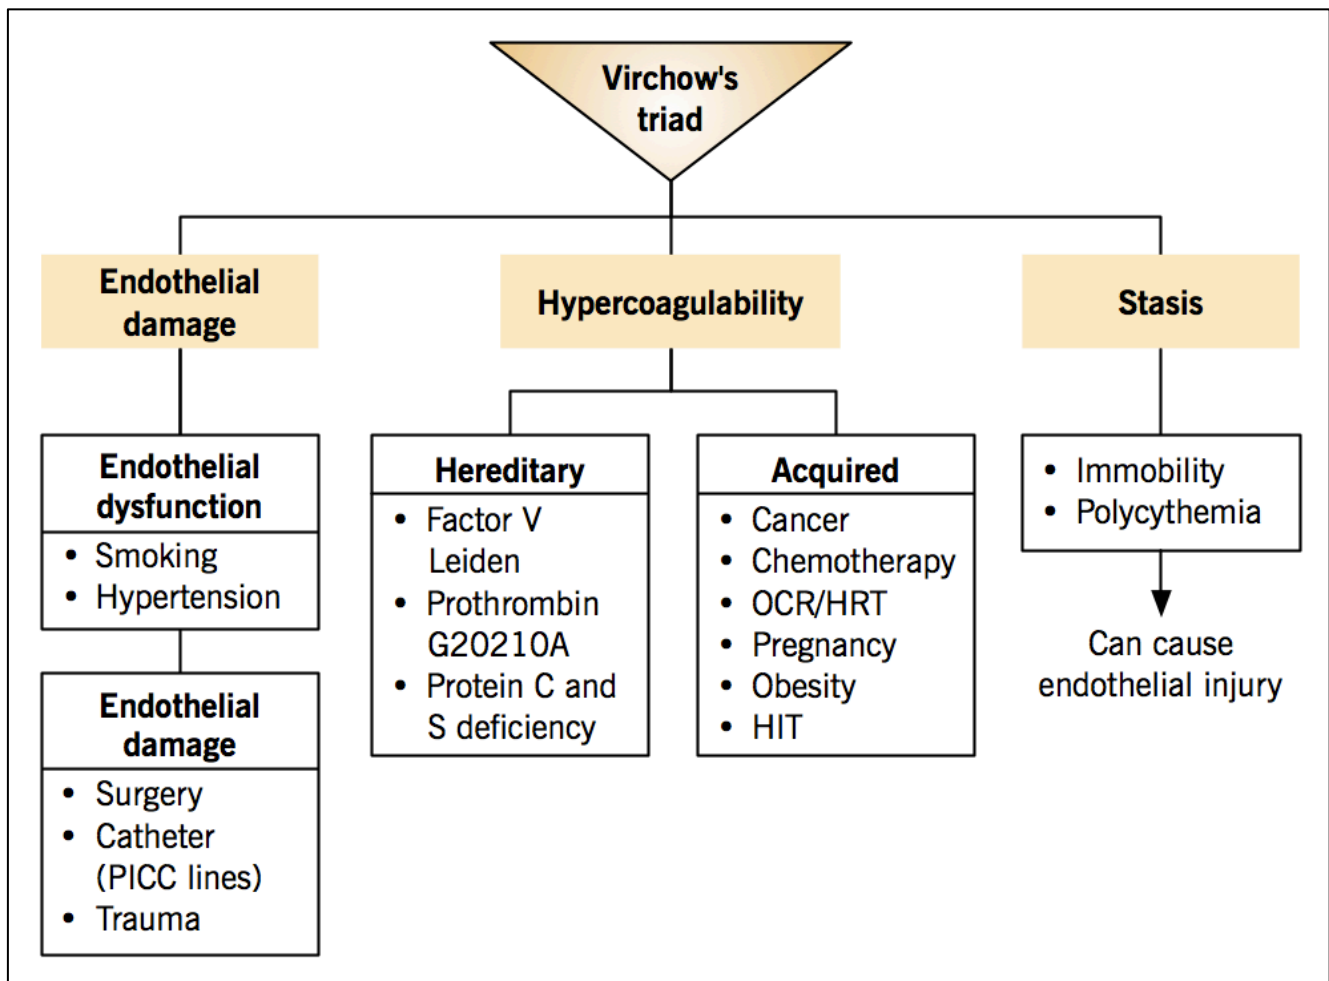 Virchow's
triad
Endothelial
damage
Hypercoagulability
Stasis
Endothelial
dysfunction
• Smoking
• Hypertension
Endothelial
damage
• Surgery
• Catheter
(PICC lines)
• Trauma
Hereditary
• Factor V
Leiden
• Prothrombin
G20210A
• Protein C and
S deficiency
Acquired
• Cancer
• Chemotherapy
• OCR/HRT
• Pregnancy
• Obesity
• HIT
• Immobility
• Polycythemia
Can cause
endothelial injury